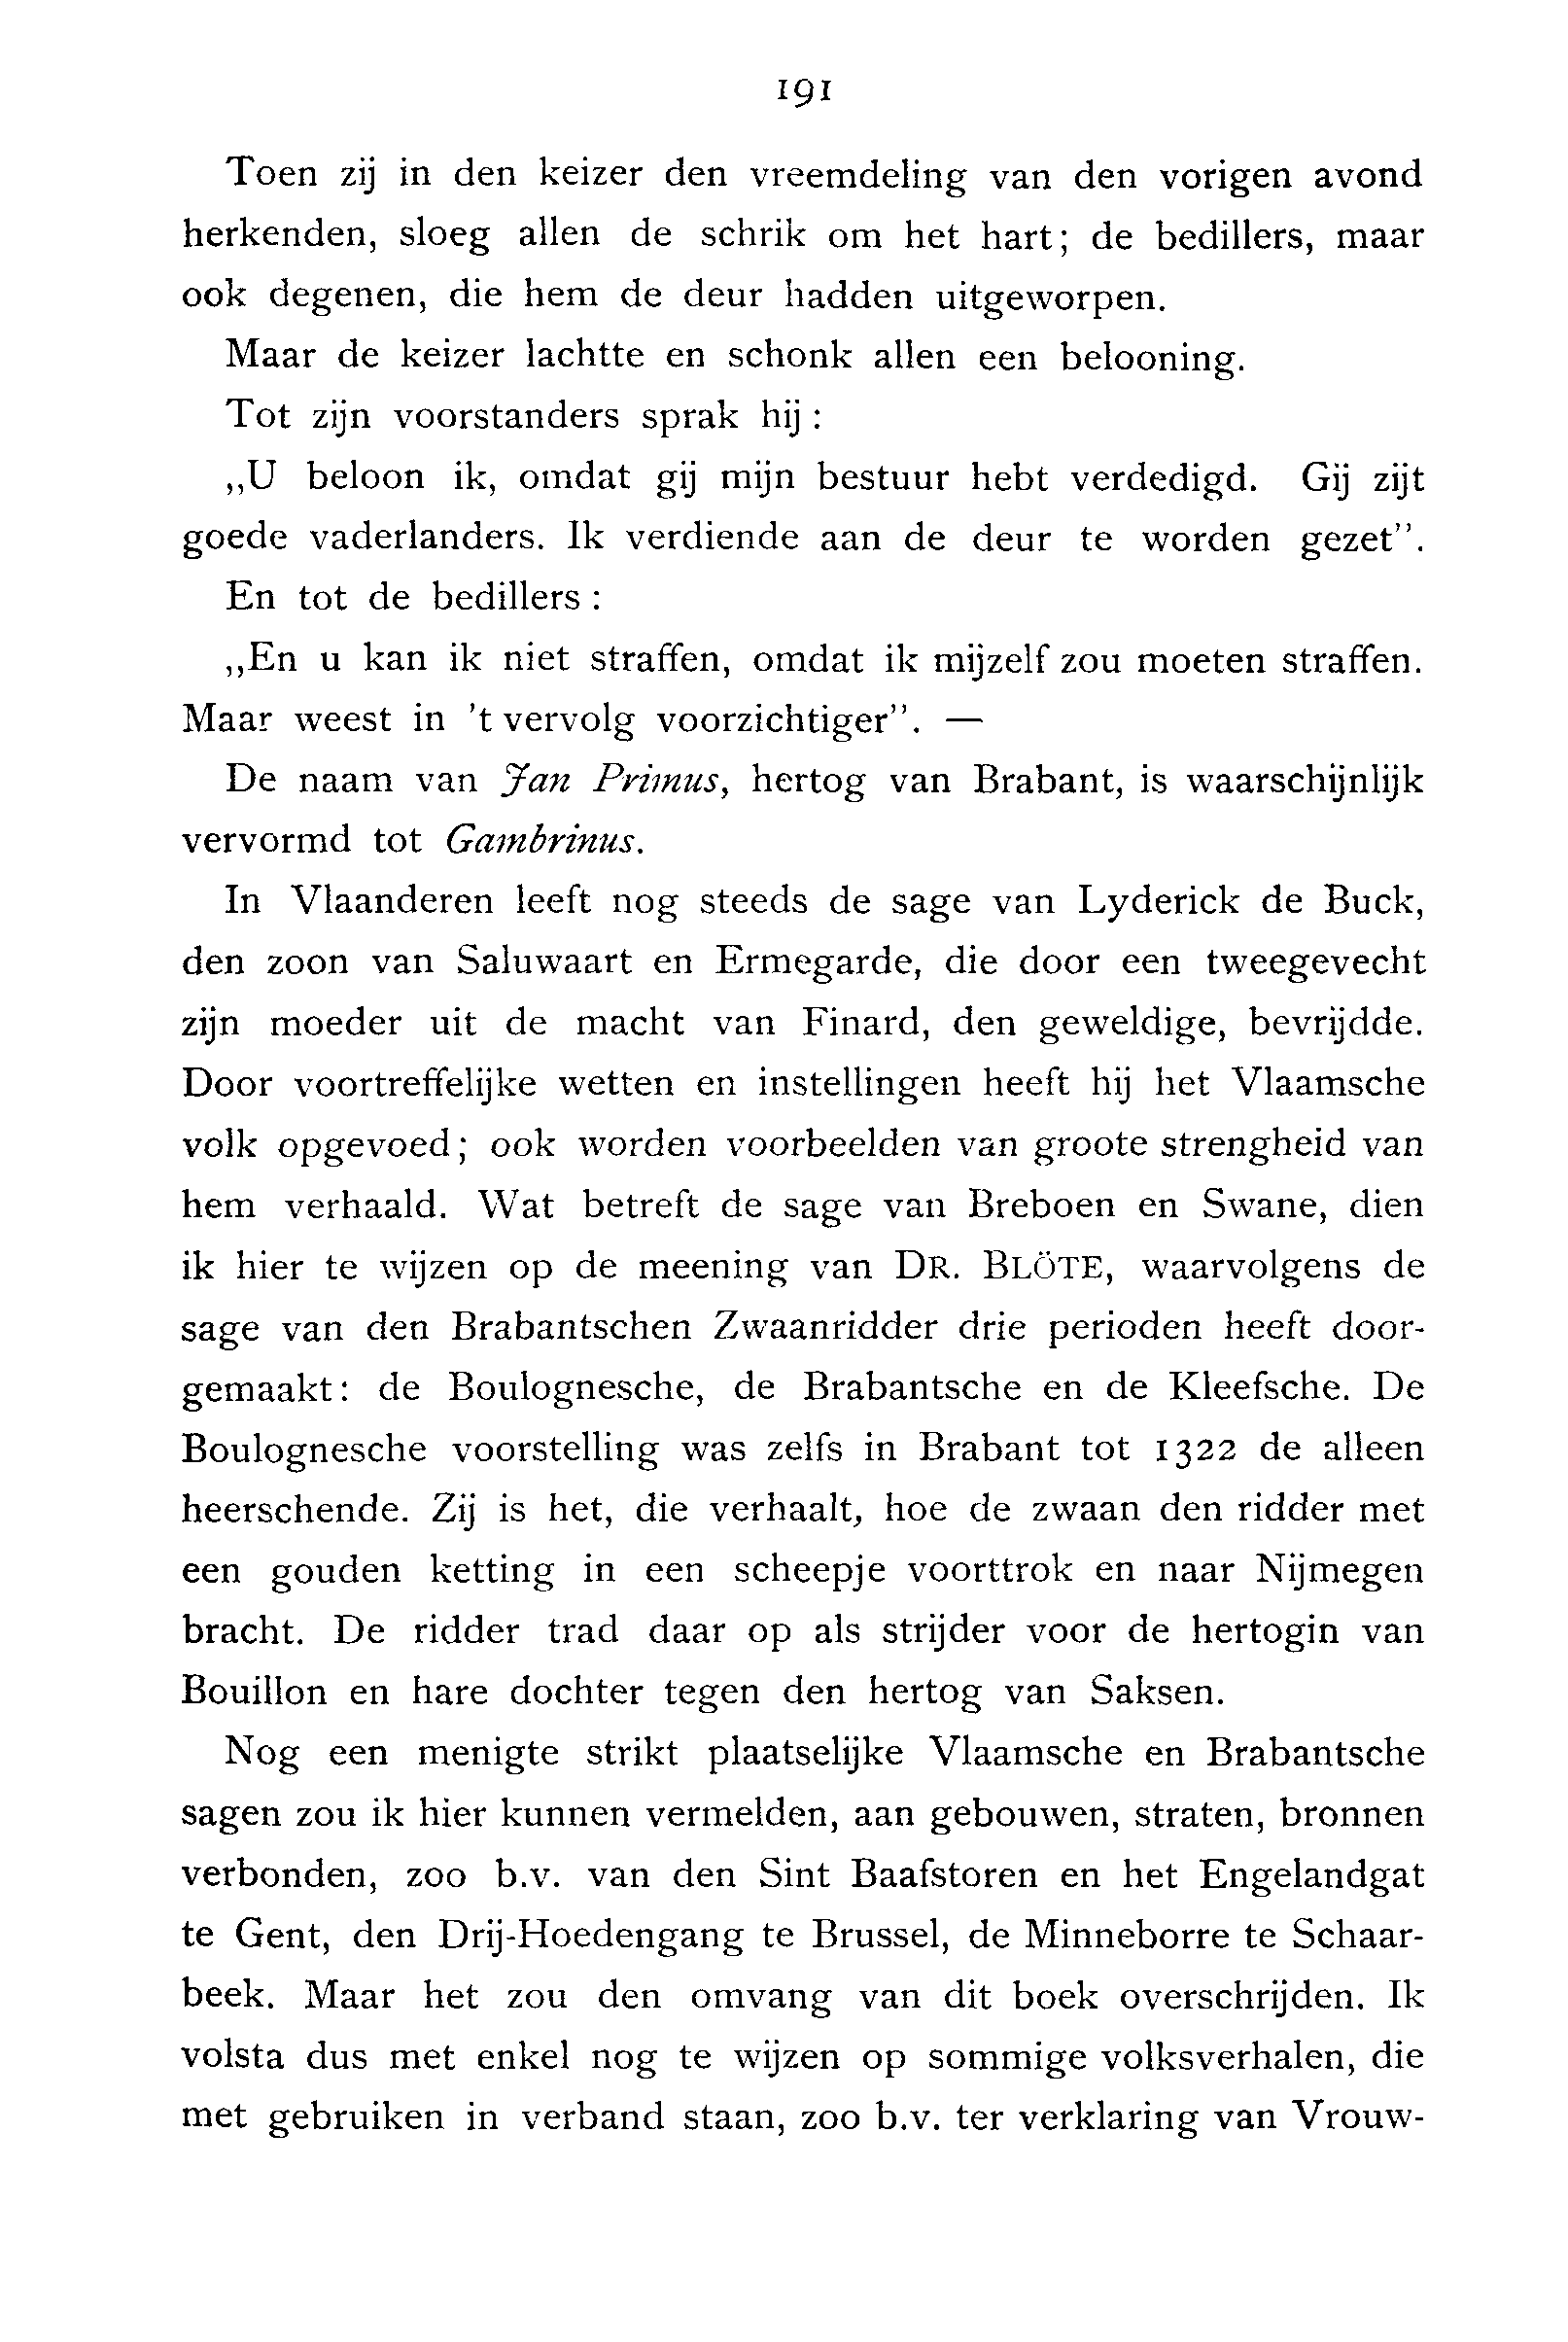 191
Toen zij in den keizer den vreemdeling van den vorigen avond
herkenden, sloeg allen de schrik om het hart; de bedillers, maar
ook degenen, die hem de deur hadden uitgeworpen.
Maar de keizer lachtte en schonk allen een belooning.
Tot zijn voorstanders sprak hij :
„U beloon ik, omdat gij mijn bestuur hebt verdedigd. Gij zijt
goede vaderlanders. Ik verdiende aan de deur te worden gezet”.
En tot de bedillers :
„En u kan ik niet straffen, omdat ik mijzelf zou moeten straffen.
Maar weest in 't vervolg voorzichtiger”. —
De naam van Jan Primus, hertog van Brabant, is waarschijnlijk
vervormd tot Gambrinus.
In Vlaanderen leeft nog steeds de sage van Lyderick de Buck,
den zoon van Saluwaart en Ermegarde, die door een tweegevecht
zijn moeder uit de macht van Finard, den geweldige, bevrijdde.
Door voortreffelijke wetten en instellingen heeft hij het Vlaamsche
volk opgevoed; ook worden voorbeelden van groote strengheid van
hem verhaald. Wat betreft de sage van Breboen en Swane, dien
ik hier te wijzen op de meening van DR. BLÖTE, waarvolgens de
sage van den Brabantschen Zwaanridder drie perioden heeft door-
gemaakt: de Boulognesche, de Brabantsche en de Kleefsche. De
Boulognesche voorstelling was zelfs in Brabant tot 1322 de alleen
heerschende. Zij is het, die verhaalt, hoe de zwaan den ridder met
een gouden ketting in een scheepje voorttrok en naar Nijmegen
bracht. De ridder trad daar op als strijder voor de hertogin van
Bouillon en hare dochter tegen den hertog van Saksen.
Nog een menigte strikt plaatselijke Vlaamsche en Brabantsche
sagen zou ik hier kunnen vermelden, aan gebouwen, straten, bronnen
verbonden, zoo b.v. van den Sint Baafstoren en het Engelandgat
te Gent, den Drij-Hoedengang te Brussel, de Minneborre te Schaar-
beek. Maar het zou den omvang van dit boek overschrijden. Ik
volsta dus met enkel nog te wijzen op sommige volksverhalen, die
met gebruiken in verband staan, zoo b.v. ter verklaring van Vrouw-